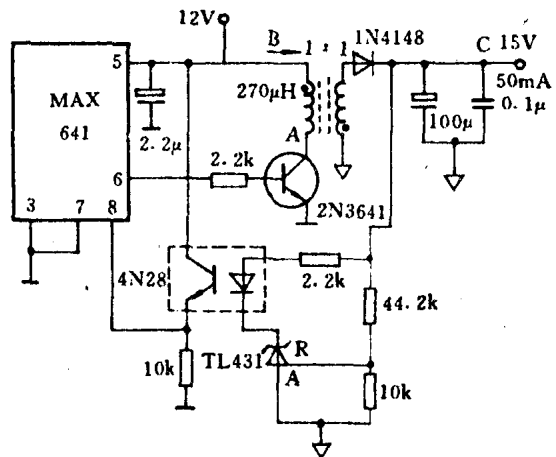 12V
B
1 : 1
1N4148
C 15V
5
50mA
MAX
641
270μH
2.2μ
A
100μ
0.1μ
6
2.2k
2N3641
3
7
8
4N28
2.2k
44.2k
10k
TL431
R
A
10k